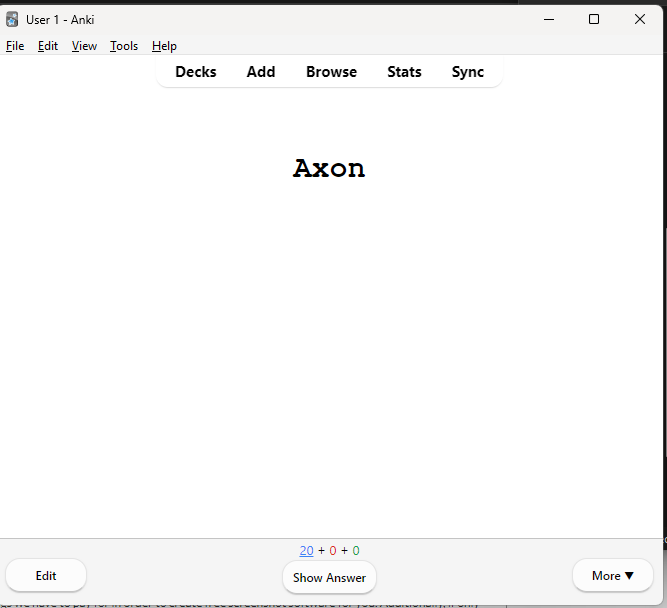 User 1 - Anki
File Edit View Tools Help
Decks Add Browse Stats Sync
Axon
20 + 0 + 0
Edit Show Answer More ▼